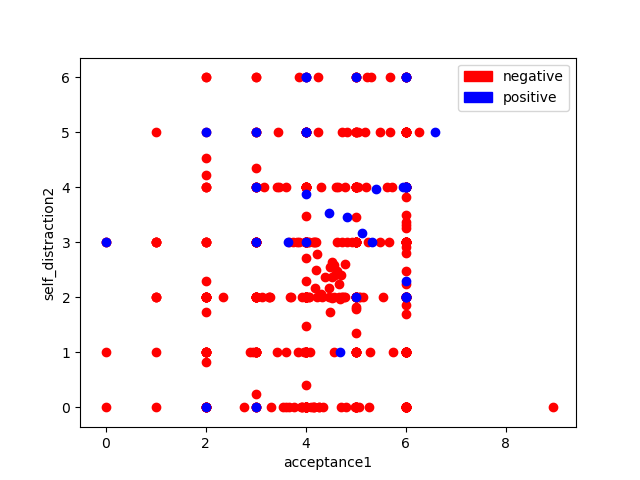 negative
positive
6
5
4
3
2
1
0
self_distraction2
0 2 4 6 8
acceptance1